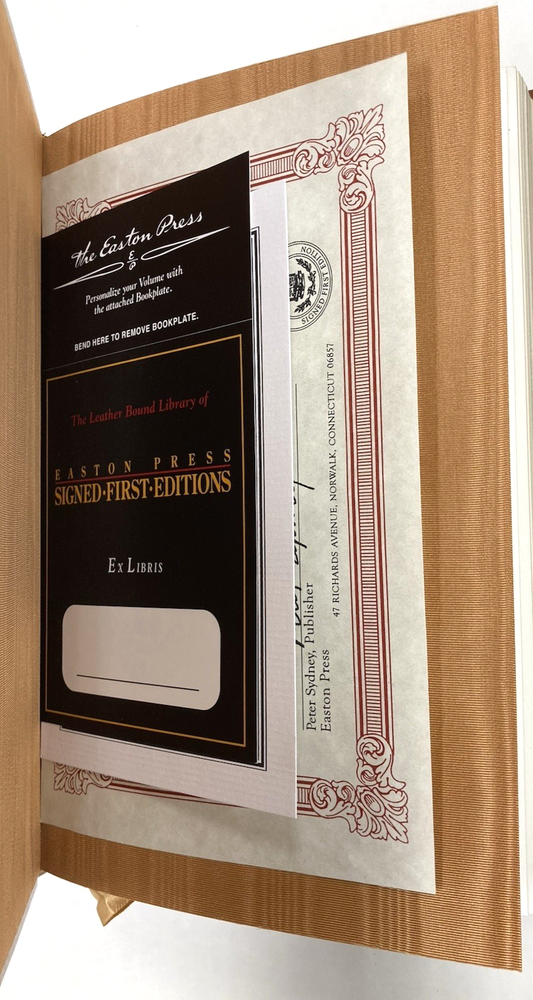 the Easton Press
E
P
Personalize your Volume with
the attached Bookplate.
BEND HERE TO REMOVE BOOKPLATE.
The Leather Bound Library of
EASTON PRESS
SIGNED·FIRST·EDITIONS
EX LIBRIS
SIGNED FIRST EDITION
Peter Sydney, Publisher
Easton Press
47 RICHARDS AVENUE, NORWALK, CONNECTICUT 06857